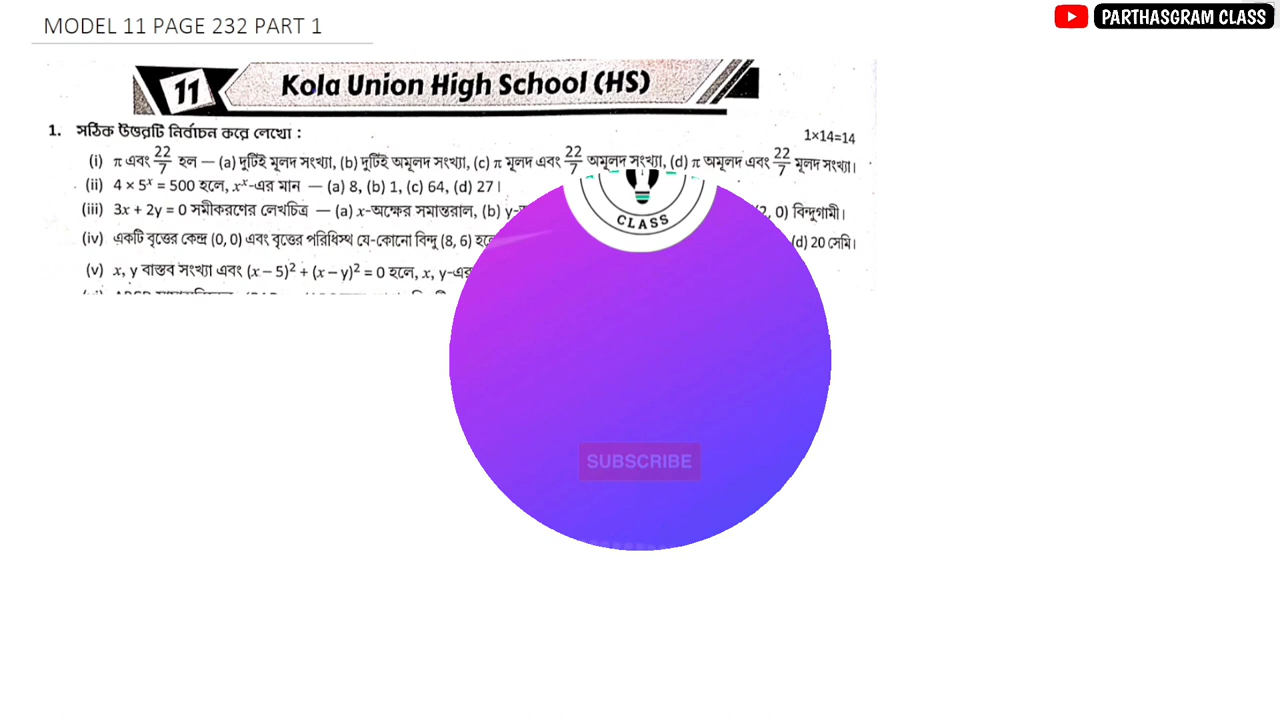 MODEL 11 PAGE 232 PART 1
PARTHASGRAM CLASS
11 Kola Union High School (HS)
1. সঠিক উত্তরটি নির্বাচন করে লেখো : 1×14=14
(i) π এবং 22/7 হল — (a) দুটিই মূলদ সংখ্যা, (b) দুটিই অমূলদ সংখ্যা, (c) π মূলদ এবং 22/7 অমূলদ সংখ্যা, (d) π অমূলদ এবং 22/7 মূলদ সংখ্যা।
(ii) 4 × 5ˣ = 500 হলে, xˣ-এর মান — (a) 8, (b) 1, (c) 64, (d) 27।
(iii) 3x + 2y = 0 সমীকরণের লেখচিত্র — (a) x-অক্ষের সমান্তরাল, (b) y- 2, 0) বিন্দুগামী।
(iv) একটি বৃত্তের কেন্দ্র (0, 0) এবং বৃত্তের পরিধিস্থ যে-কোনো বিন্দু (8, 6) (d) 20 সেমি।
(v) x, y বাস্তব সংখ্যা এবং (x – 5)² + (x – y)² = 0 হলে, x, y-এর
CLASS
SUBSCRIBE